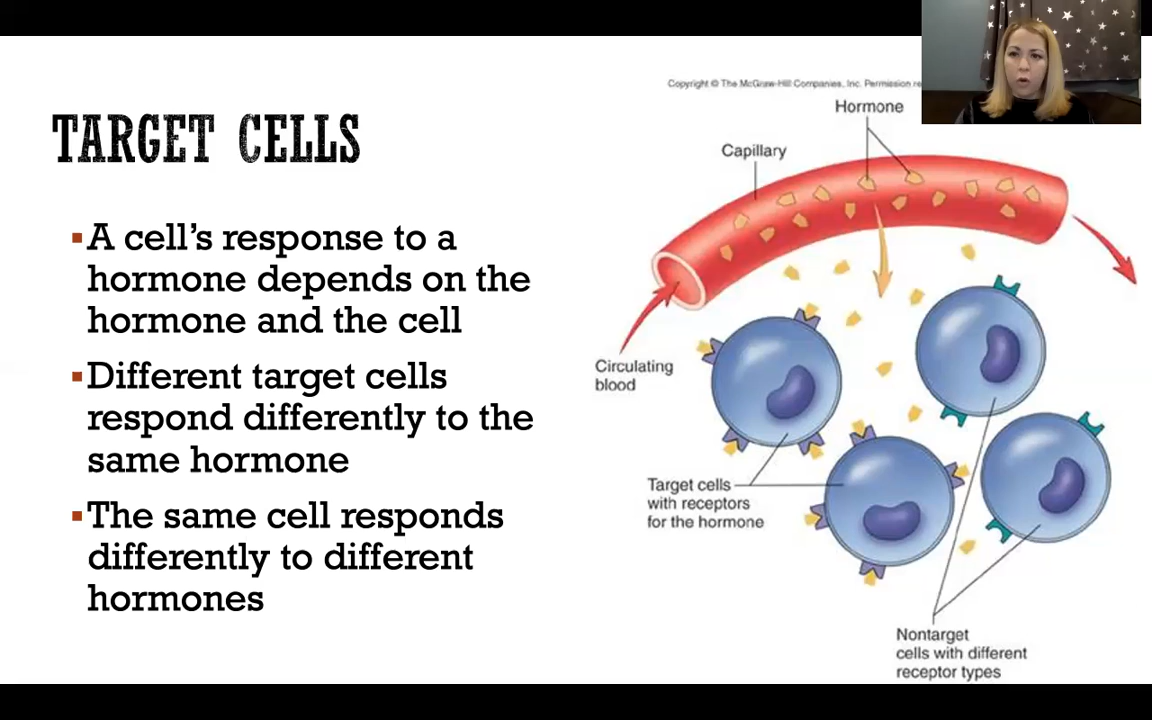 Copyright © The McGraw-Hill Companies, Inc. Permission
TARGET CELLS
▪A cell's response to a
hormone depends on the
hormone and the cell
▪Different target cells
respond differently to the
same hormone
▪The same cell responds
differently to different
hormones
Hormone
Capillary
Circulating
blood
Target cells
with receptors
for the hormone
Nontarget
cells with different
receptor types